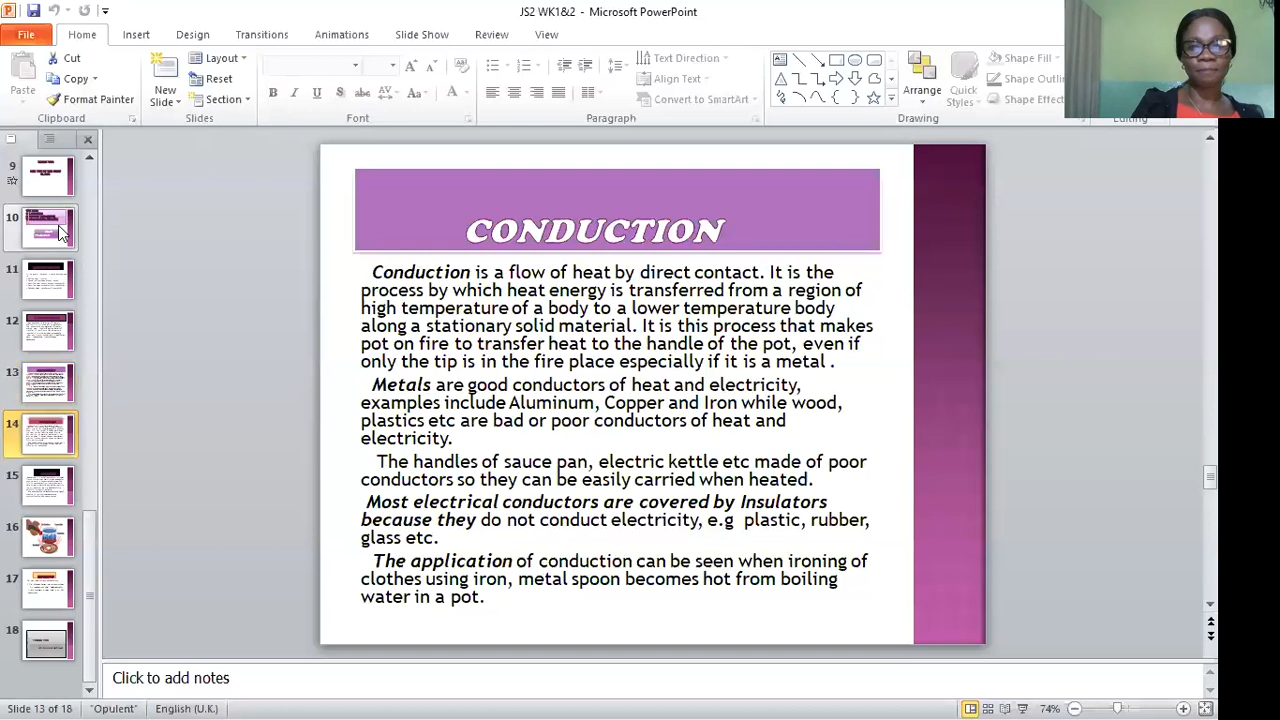 JS2 WK1&2 - Microsoft PowerPoint
File Home Insert Design Transitions Animations Slide Show Review View
Paste
Cut
Copy
Format Painter
Clipboard
New
Slide
Layout
Reset
Section
Slides
B I U S abc AV Aa A
Font
Text Direction
Align Text
Convert to SmartArt
Paragraph
Arrange
Quick
Styles
Shape Fill
Shape Outlin
Shape Effec
Drawing
Editing
9
10
11
12
13
14
15
16
17
18
CONDUCTION
Conduction is a flow of heat by direct contact. It is the
process by which heat energy is transferred from a region of
high temperature of a body to a lower temperature body
along a stationary solid material. It is this process that makes
pot on fire to transfer heat to the handle of the pot, even if
only the tip is in the fire place especially if it is a metal.
Metals are good conductors of heat and electricity,
examples include Aluminum, Copper and Iron while wood,
plastics etc are bad or poor conductors of heat and
electricity.
The handles of sauce pan, electric kettle etc made of poor
conductors so they can be easily carried when heated.
Most electrical conductors are covered by Insulators
because they do not conduct electricity, e.g plastic, rubber,
glass etc.
The application of conduction can be seen when ironing of
clothes using iron, metal spoon becomes hot from boiling
water in a pot.
Click to add notes
Slide 13 of 18 "Opulent" English (U.K.) 74%